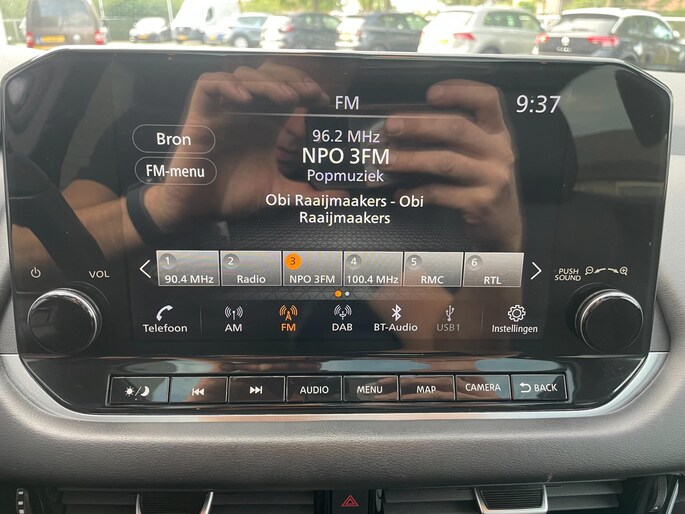 FM
9:37
Bron
FM-menu
96.2 MHz
NPO 3FM
Popmuziek
Obi Raaijmaakers - Obi
Raaijmaakers
1 2 3 4 5 6
90.4 MHz Radio NPO 3FM 100.4 MHz RMC RTL
VOL
PUSH
SOUND
Telefoon AM FM DAB BT-Audio USB1 Instellingen
AUDIO MENU MAP CAMERA BACK